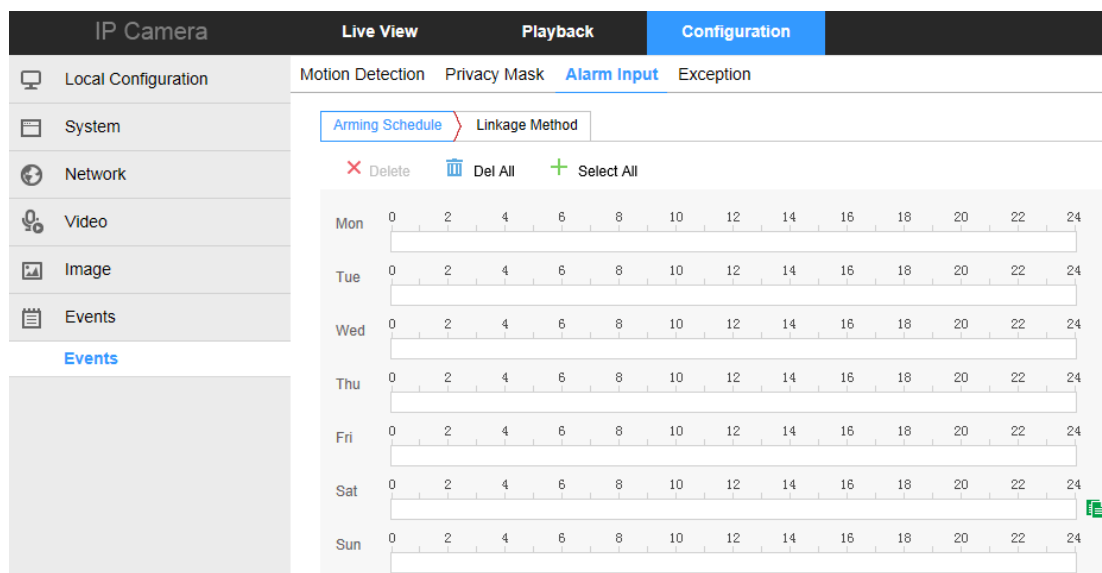 IP Camera Live View Playback Configuration
Local Configuration
System
Network
Video
Image
Events
Events
Motion Detection Privacy Mask Alarm Input Exception
Arming Schedule Linkage Method
Delete Del All Select All
Mon 0 2 4 6 8 10 12 14 16 18 20 22 24
Tue 0 2 4 6 8 10 12 14 16 18 20 22 24
Wed 0 2 4 6 8 10 12 14 16 18 20 22 24
Thu 0 2 4 6 8 10 12 14 16 18 20 22 24
Fri 0 2 4 6 8 10 12 14 16 18 20 22 24
Sat 0 2 4 6 8 10 12 14 16 18 20 22 24
Sun 0 2 4 6 8 10 12 14 16 18 20 22 24